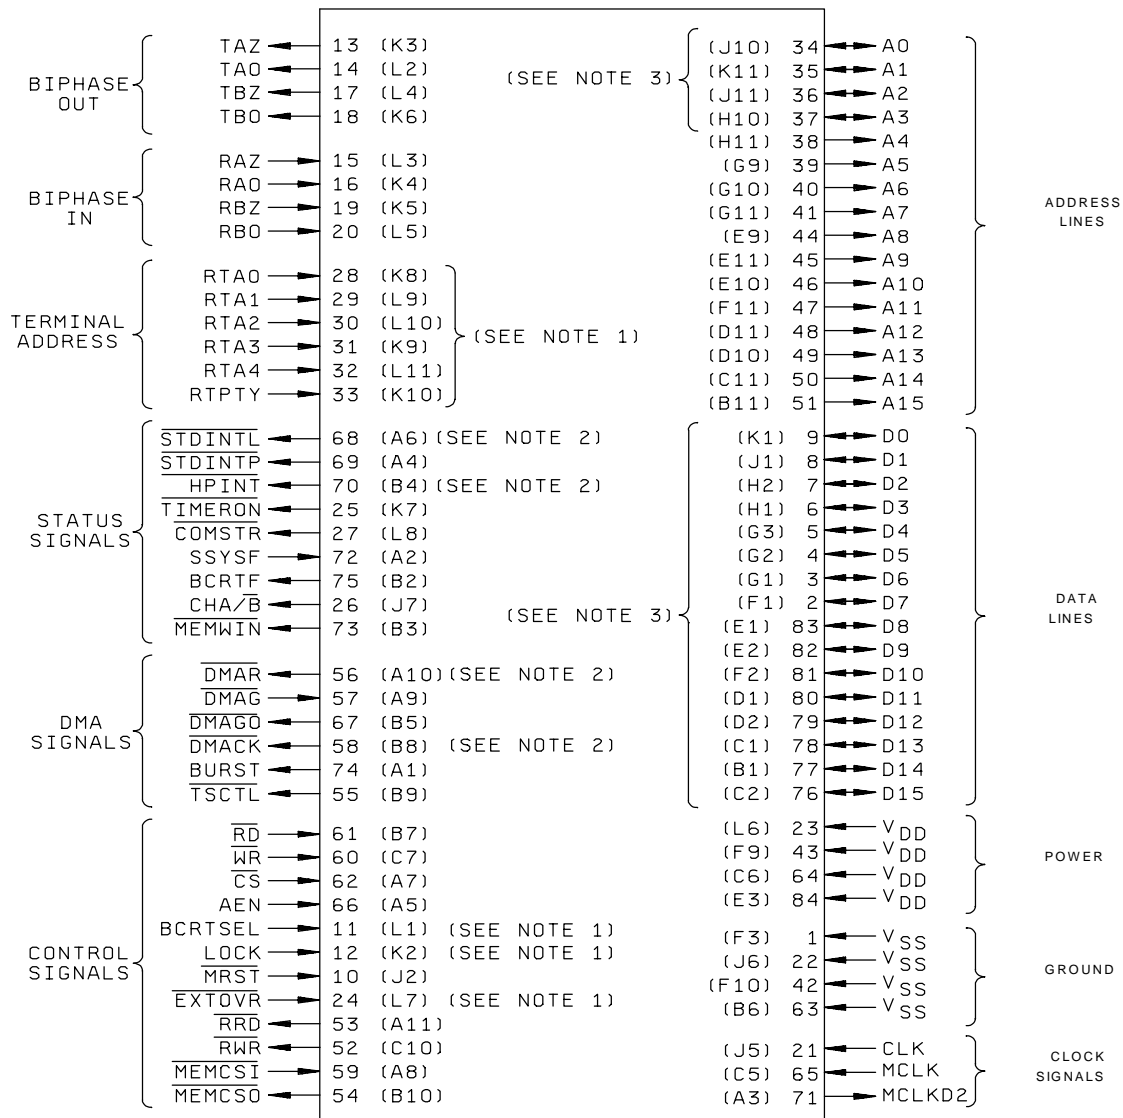 BIPHASE
OUT
TAZ 13 (K3)
TAO 14 (L2)
TBZ 17 (L4)
TBO 18 (K6)
BIPHASE
IN
RAZ 15 (L3)
RAO 16 (K4)
RBZ 19 (K5)
RBO 20 (L5)
TERMINAL
ADDRESS
RTA0 28 (K8)
RTA1 29 (L9)
RTA2 30 (L10)
RTA3 31 (K9)
RTA4 32 (L11)
RTPTY 33 (K10)
(SEE NOTE 1)
STATUS
SIGNALS
STDINTL 68 (A6) (SEE NOTE 2)
STDINTP 69 (A4)
HPINT 70 (B4) (SEE NOTE 2)
TIMERON 25 (K7)
COMSTR 27 (L8)
SSYSF 72 (A2)
BCRTF 75 (B2)
CHA/B 26 (J7)
MEMWIN 73 (B3)
DMA
SIGNALS
DMAR 56 (A10) (SEE NOTE 2)
DMAG 57 (A9)
DMAGO 67 (B5)
DMACK 58 (B8) (SEE NOTE 2)
BURST 74 (A1)
TSCTL 55 (B9)
CONTROL
SIGNALS
RD 61 (B7)
WR 60 (C7)
CS 62 (A7)
AEN 66 (A5)
BCRTSEL 11 (L1) (SEE NOTE 1)
LOCK 12 (K2) (SEE NOTE 1)
MRST 10 (J2)
EXTOVR 24 (L7) (SEE NOTE 1)
RRD 53 (A11)
RWR 52 (C10)
MEMCSI 59 (A8)
MEMCSO 54 (B10)
(SEE NOTE 3)
(J10) 34 A0
(K11) 35 A1
(J11) 36 A2
(H10) 37 A3
(H11) 38 A4
(G9) 39 A5
(G10) 40 A6
(G11) 41 A7
(E9) 44 A8
(E11) 45 A9
(E10) 46 A10
(F11) 47 A11
(D11) 48 A12
(D10) 49 A13
(C11) 50 A14
(B11) 51 A15
ADDRESS
LINES
(SEE NOTE 3)
(K1) 9 D0
(J1) 8 D1
(H2) 7 D2
(H1) 6 D3
(G3) 5 D4
(G2) 4 D5
(G1) 3 D6
(F1) 2 D7
(E1) 83 D8
(E2) 82 D9
(F2) 81 D10
(D1) 80 D11
(D2) 79 D12
(C1) 78 D13
(B1) 77 D14
(C2) 76 D15
DATA
LINES
(L6) 23 VDD
(F9) 43 VDD
(C6) 64 VDD
(E3) 84 VDD
POWER
(F3) 1 VSS
(J6) 22 VSS
(F10) 42 VSS
(B6) 63 VSS
GROUND
(J5) 21 CLK
(C5) 65 MCLK
(A3) 71 MCLKD2
CLOCK
SIGNALS